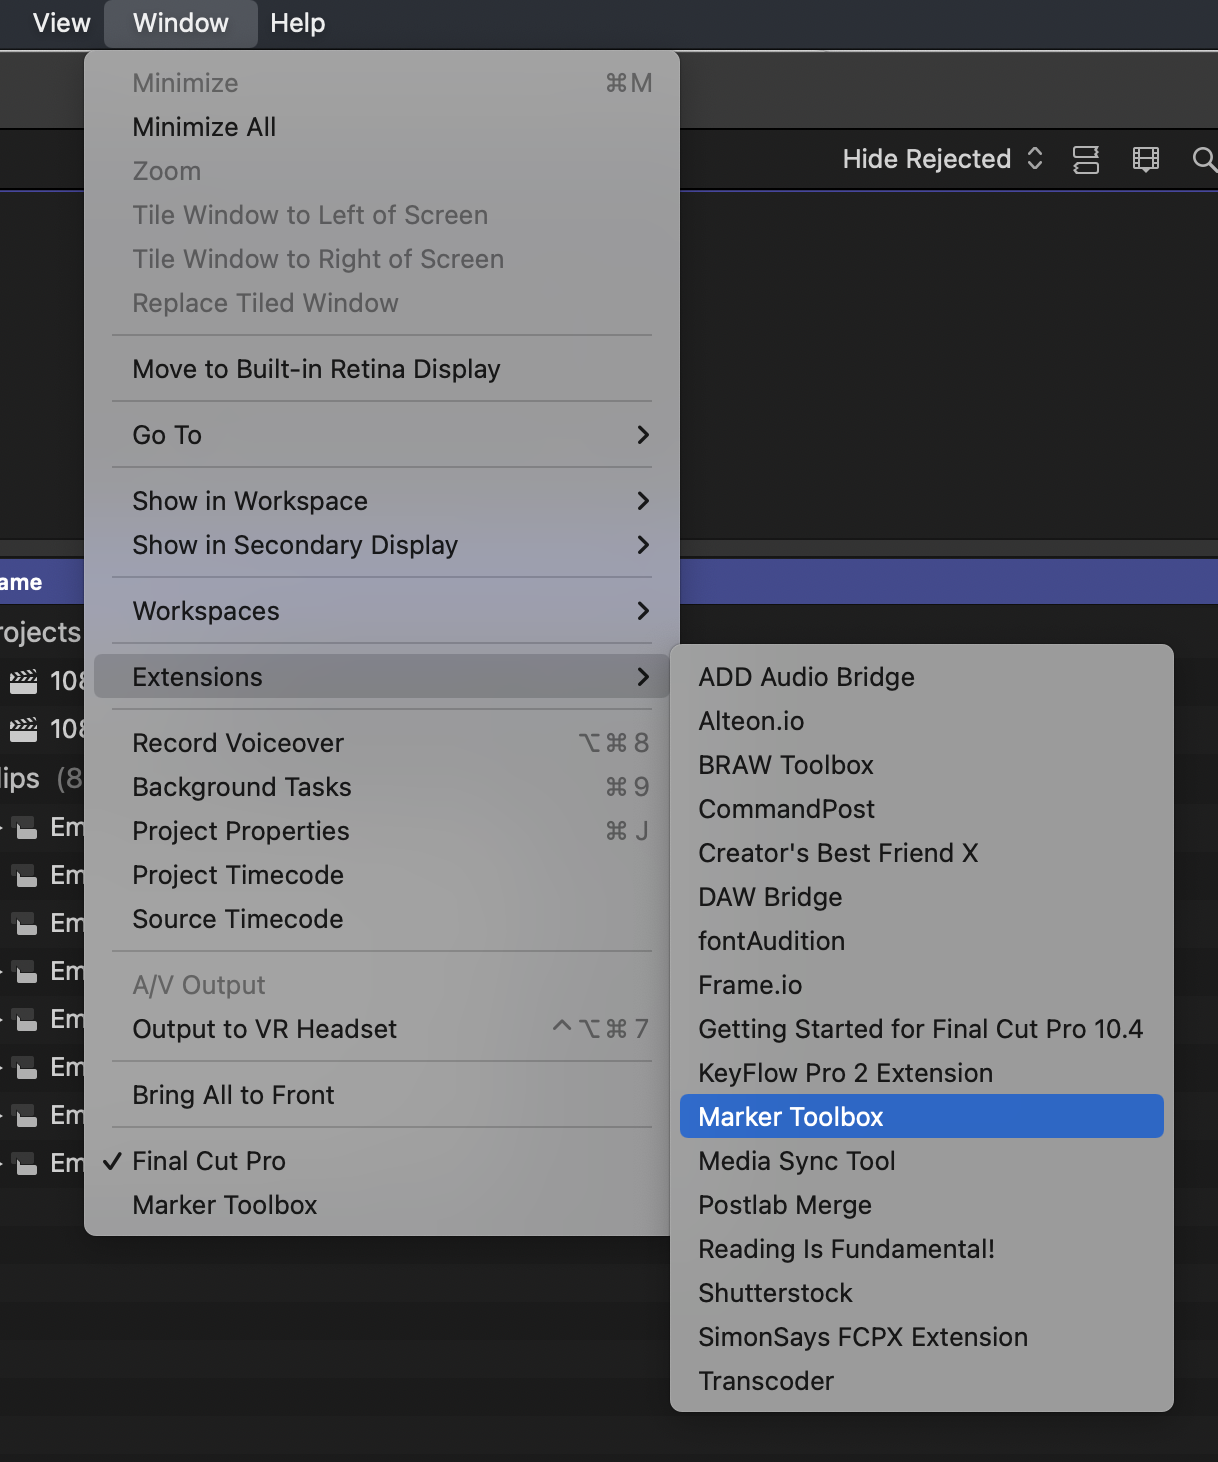 View Window Help
Minimize ⌘M
Minimize All
Zoom
Tile Window to Left of Screen
Tile Window to Right of Screen
Replace Tiled Window
Move to Built-in Retina Display
Go To
Show in Workspace
Show in Secondary Display
Workspaces
Extensions
Record Voiceover ⌥⌘8
Background Tasks ⌘9
Project Properties ⌘J
Project Timecode
Source Timecode
A/V Output
Output to VR Headset ^⌥⌘7
Bring All to Front
✓ Final Cut Pro
Marker Toolbox
ADD Audio Bridge
Alteon.io
BRAW Toolbox
CommandPost
Creator's Best Friend X
DAW Bridge
fontAudition
Frame.io
Getting Started for Final Cut Pro 10.4
KeyFlow Pro 2 Extension
Marker Toolbox
Media Sync Tool
Postlab Merge
Reading Is Fundamental!
Shutterstock
SimonSays FCPX Extension
Transcoder
Hide Rejected
ame
rojects
108
108
lips (8
Em
Em
Em
Em
Em
Em
Em
Em